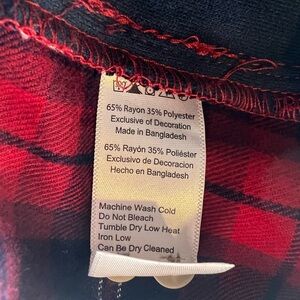 65% Rayon 35% Polyester
Exclusive of Decoration
Made in Bangladesh
65% Rayón 35% Poliéster
Exclusivo de Decoracion
Hecho en Bangladesh
Machine Wash Cold
Do Not Bleach
Tumble Dry Low Heat
Iron Low
Can Be Dry Cleaned